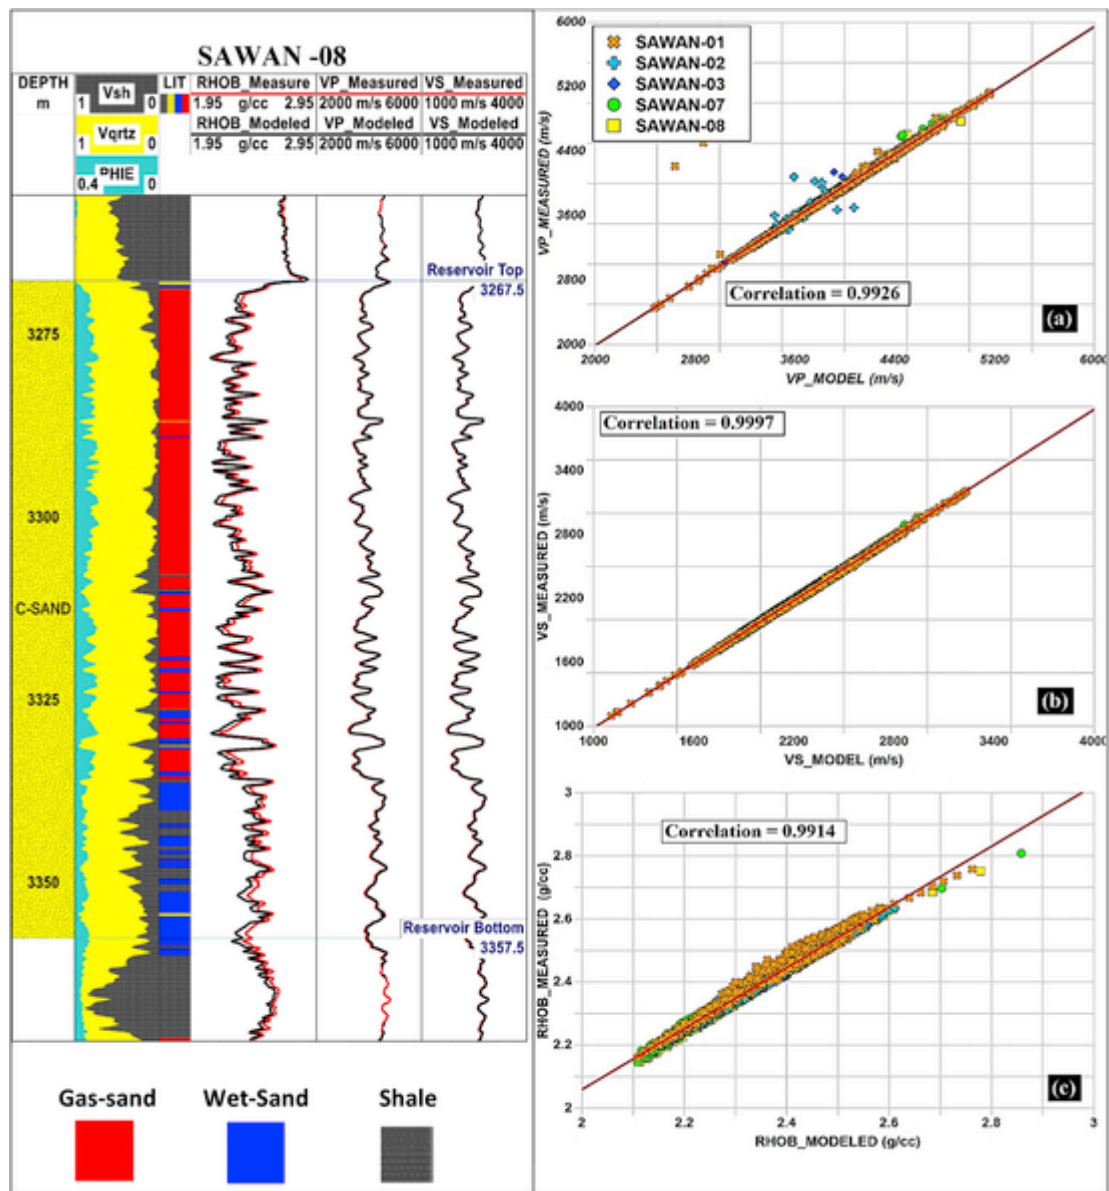 SAWAN -08
DEPTH
m
Vsh
1 0
Vqrtz
1 0
PHIE
0.4 0
LIT
RHOB_Measure
1.95 g/cc 2.95
RHOB_Modeled
1.95 g/cc 2.95
VP_Measured
2000 m/s 6000
VP_Modeled
2000 m/s 6000
VS_Measured
1000 m/s 4000
VS_Modeled
1000 m/s 4000
Reservoir Top
3267.5
3275
3300
C-SAND
3325
3350
Reservoir Bottom
3357.5
Gas-sand
Wet-Sand
Shale
SAWAN-01
SAWAN-02
SAWAN-03
SAWAN-07
SAWAN-08
VP_MEASURED (m/s)
6000
5200
4400
3600
2800
2000
Correlation = 0.9926
(a)
2000 2800 3600 4400 5200 6000
VP_MODEL (m/s)
VS_MEASURED (m/s)
4000
3400
2800
2200
1600
1000
Correlation = 0.9997
(b)
1000 1600 2200 2800 3400 4000
VS_MODEL (m/s)
RHOB_MEASURED (g/cc)
3
2.8
2.6
2.4
2.2
2
Correlation = 0.9914
(c)
2 2.2 2.4 2.6 2.8 3
RHOB_MODELED (g/cc)